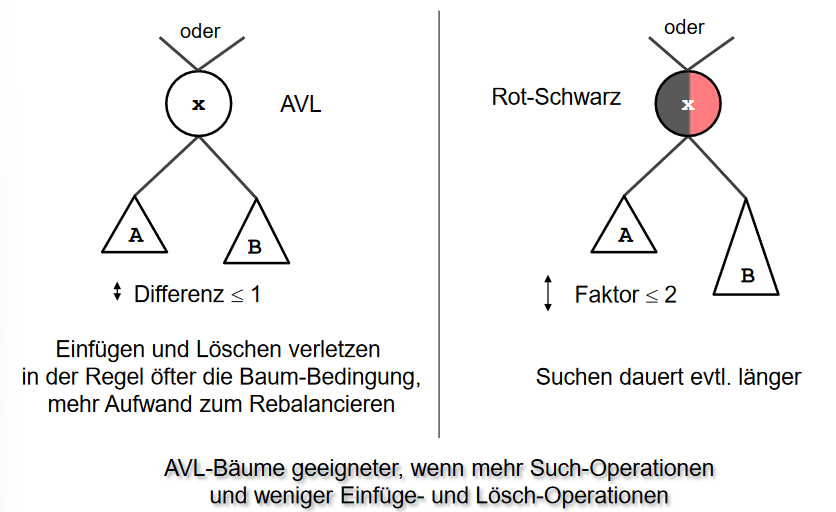 oder
x
AVL
A
B
Differenz ≤ 1
Einfügen und Löschen verletzen
in der Regel öfter die Baum-Bedingung,
mehr Aufwand zum Rebalancieren
oder
Rot-Schwarz
x
A
B
Faktor ≤ 2
Suchen dauert evtl. länger
AVL-Bäume geeigneter, wenn mehr Such-Operationen
und weniger Einfüge- und Lösch-Operationen